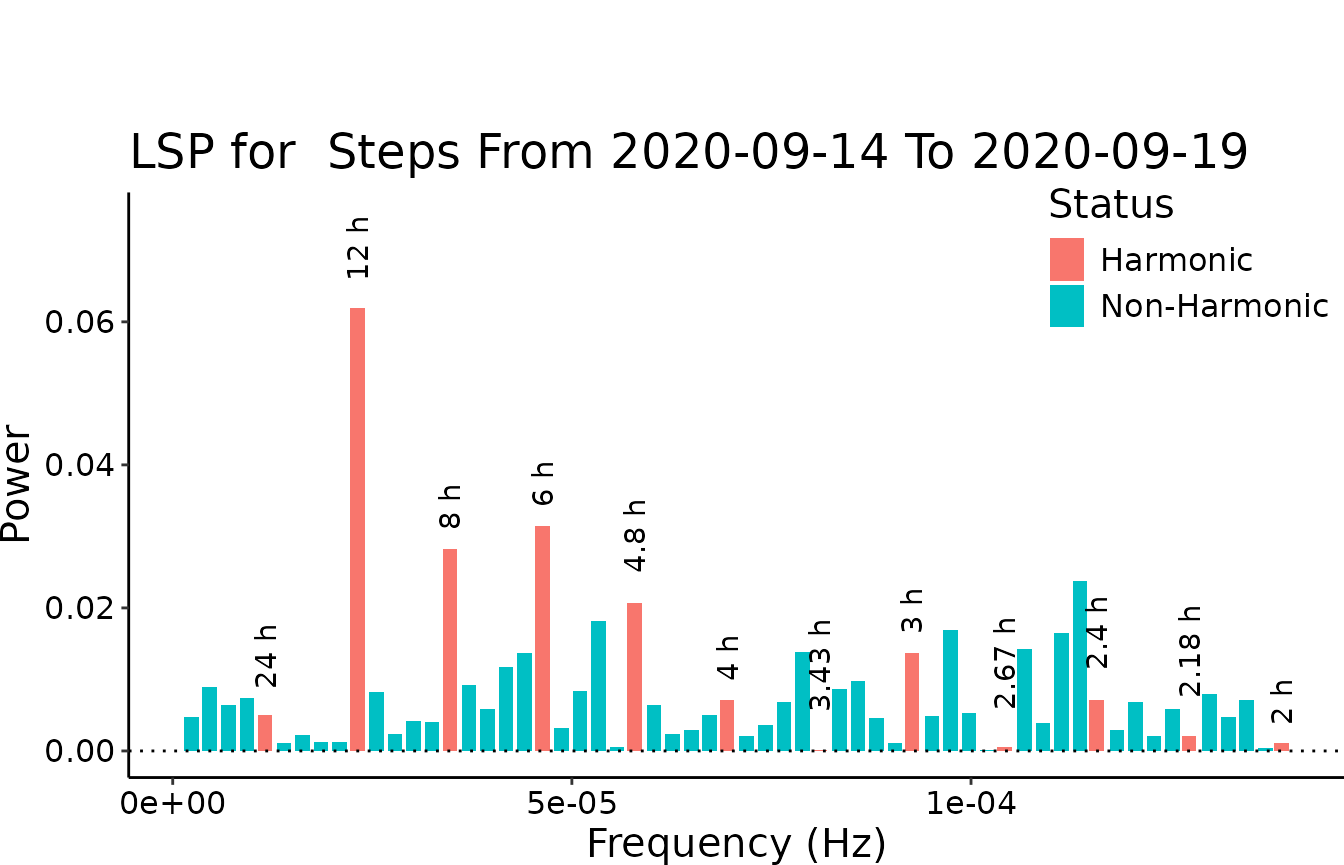 LSP for  Steps From 2020-09-14 To 2020-09-19
Status
Harmonic
Non-Harmonic
Power
0.06
0.04
0.02
0.00
24 h
12 h
8 h
6 h
4.8 h
4 h
3.43 h
3 h
2.67 h
2.4 h
2.18 h
2 h
0e+00
5e-05
1e-04
Frequency (Hz)